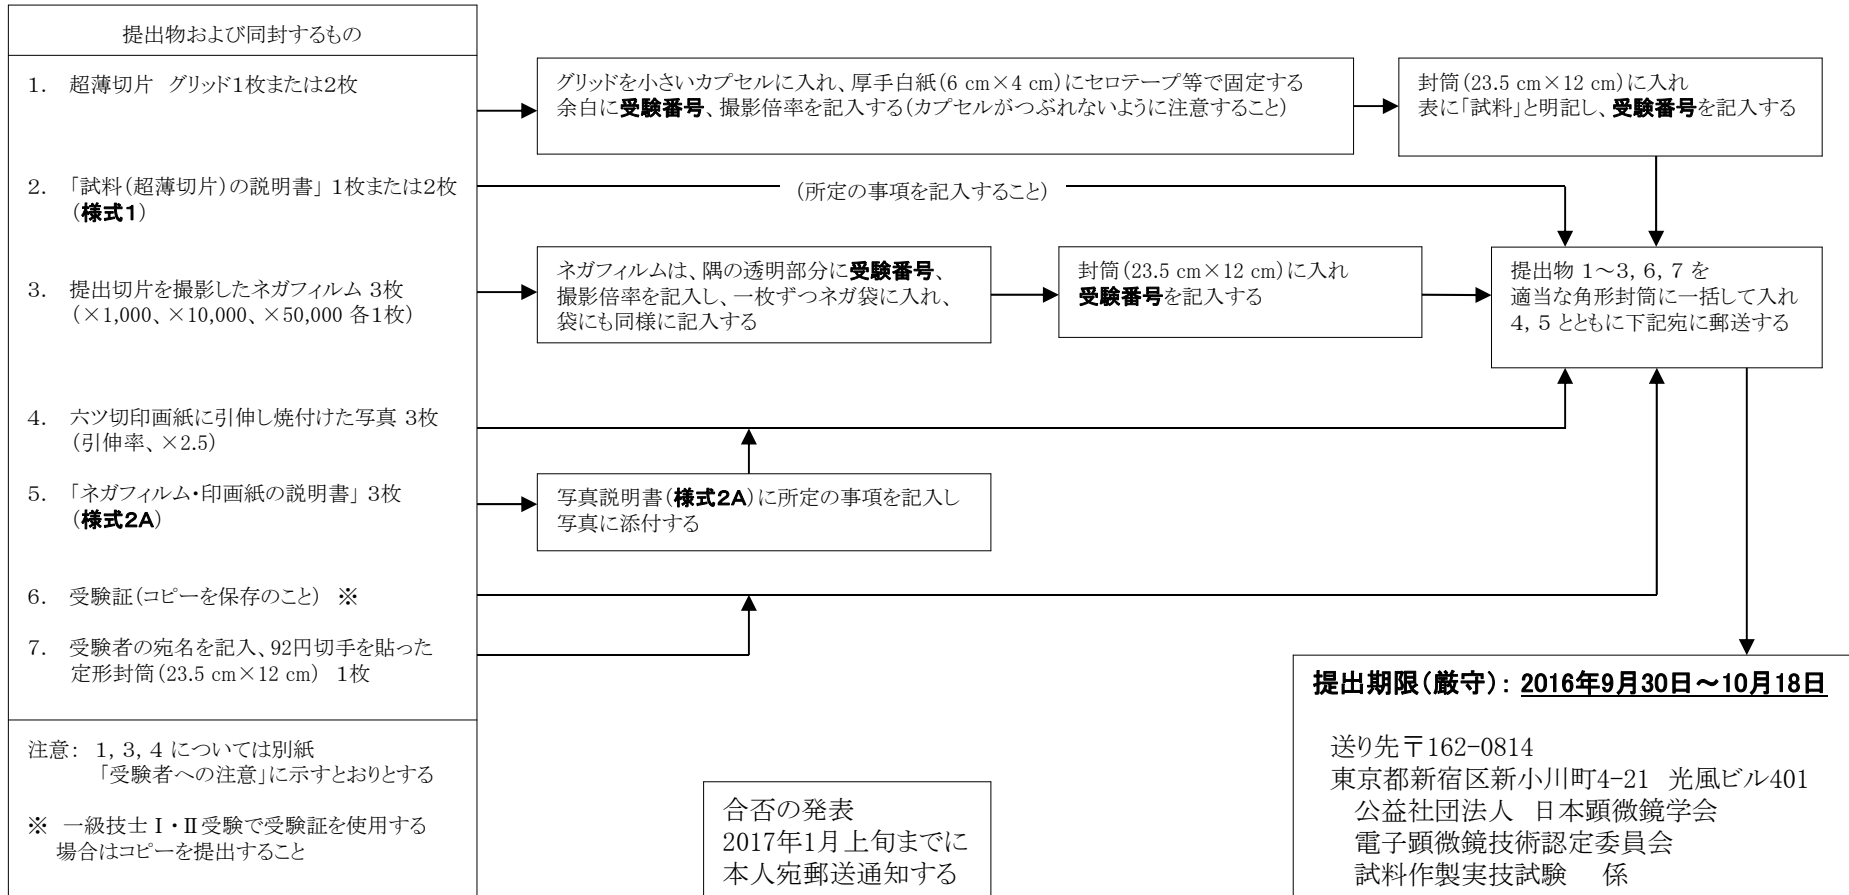 提出物および同封するもの
1. 超薄切片 グリッド1枚または2枚
グリッドを小さいカプセルに入れ、厚手白紙(6 cm×4 cm)にセロテープ等で固定する
余白に受験番号、撮影倍率を記入する(カプセルがつぶれないように注意すること)
封筒(23.5 cm×12 cm)に入れ
表に「試料」と明記し、受験番号を記入する
2. 「試料(超薄切片)の説明書」 1枚または2枚
(様式1)
(所定の事項を記入すること)
3. 提出切片を撮影したネガフィルム 3枚
(×1,000、×10,000、×50,000 各1枚)
ネガフィルムは、隅の透明部分に受験番号、
撮影倍率を記入し、一枚ずつネガ袋に入れ、
袋にも同様に記入する
封筒(23.5 cm×12 cm)に入れ
受験番号を記入する
提出物 1~3, 6, 7 を
適当な角形封筒に一括して入れ
4, 5 とともに下記宛に郵送する
4. 六ツ切印画紙に引伸し焼付けた写真 3枚
(引伸率、×2.5)
5. 「ネガフィルム・印画紙の説明書」 3枚
(様式2A)
写真説明書(様式2A)に所定の事項を記入し
写真に添付する
6. 受験証(コピーを保存のこと) ※
7. 受験者の宛名を記入、92円切手を貼った
定形封筒(23.5 cm×12 cm) 1枚
注意: 1, 3, 4 については別紙
「受験者への注意」に示すとおりとする
※ 一級技士Ⅰ・Ⅱ受験で受験証を使用する
場合はコピーを提出すること
合否の発表
2017年1月上旬までに
本人宛郵送通知する
提出期限(厳守): 2016年9月30日~10月18日
送り先〒162-0814
東京都新宿区新小川町4-21 光風ビル401
公益社団法人 日本顕微鏡学会
電子顕微鏡技術認定委員会
試料作製実技試験 係